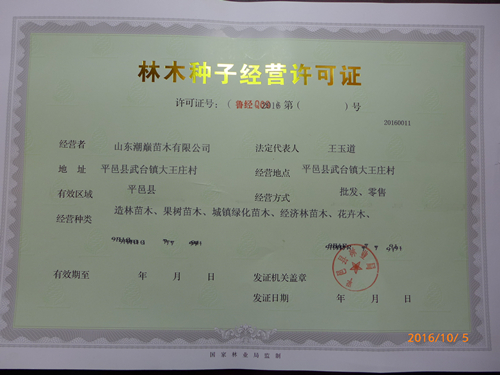 林木种子经营许可证
许可证号：（ 鲁经 ）第（ ）号
20160011
经营者 山东潮巅苗木有限公司 法定代表人 王玉道
地址 平邑县武台镇大王庄村 经营地点 平邑县武台镇大王庄村
有效区域 平邑县 经营方式 批发、零售
经营种类 造林苗木、果树苗木、城镇绿化苗木、经济林苗木、花卉木、
有效期至 年 月 日 发证机关盖章
发证日期 年 月 日
2016/10/5
国家林业局监制